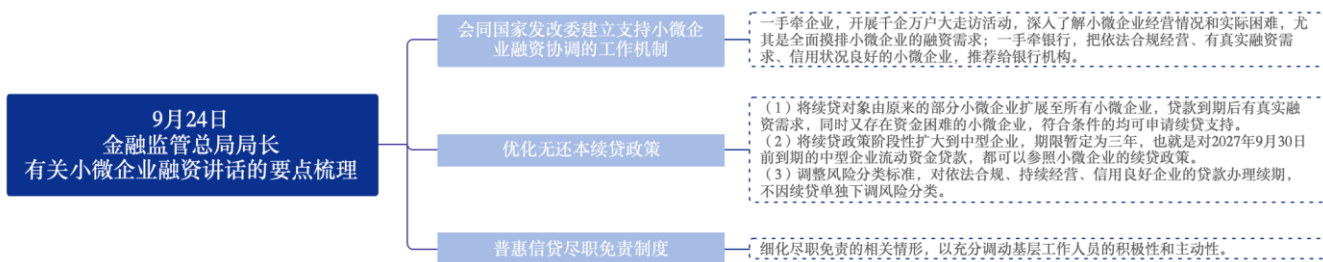 9月24日
金融监管总局局长
有关小微企业融资讲话的要点梳理
会同国家发改委建立支持小微企
业融资协调的工作机制
一手牵企业，开展千企万户大走访活动，深入了解小微企业经营情况和实际困难，尤
其是全面摸排小微企业的融资需求；一手牵银行，把依法合规经营、有真实融资需
求、信用状况良好的小微企业，推荐给银行机构。
优化无还本续贷政策
（1）将续贷对象由原来的部分小微企业扩展至所有小微企业，贷款到期后有真实融
资需求，同时又存在资金困难的小微企业，符合条件的均可申请续贷支持。
（2）将续贷政策阶段性扩大到中型企业，期限暂定为三年，也就是对2027年9月30日
前到期的中型企业流动资金贷款，都可以参照小微企业的续贷政策。
（3）调整风险分类标准，对依法合规、持续经营、信用良好企业的贷款办理续期，
不因续贷单独下调风险分类。
普惠信贷尽职免责制度
细化尽职免责的相关情形，以充分调动基层工作人员的积极性和主动性。